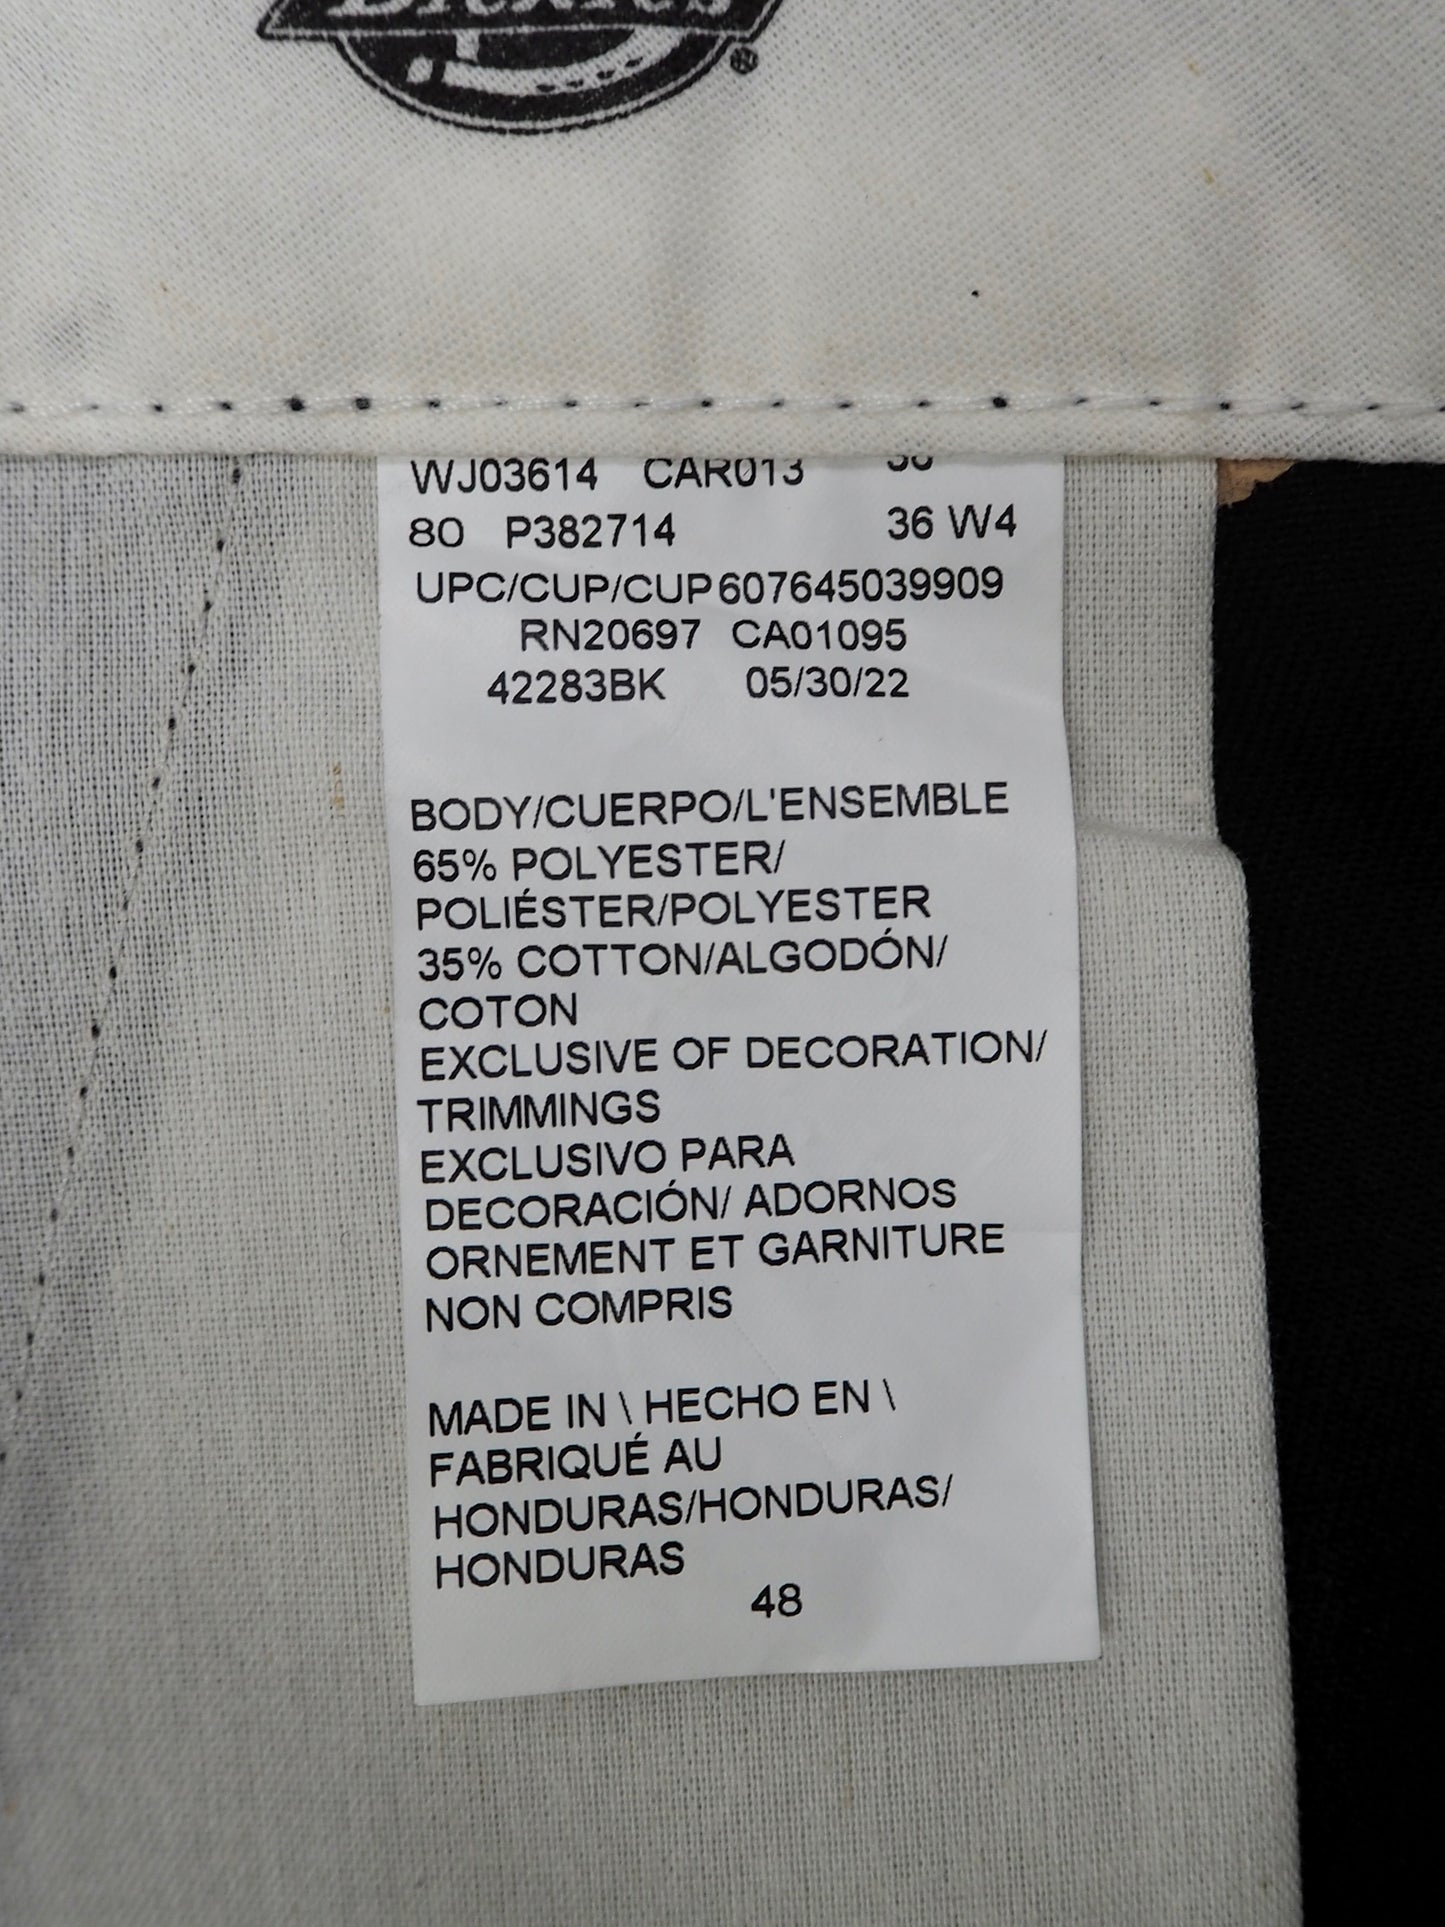 Dickies
®
WJ03614 CAR013
80 P382714 36 W4
UPC/CUP/CUP607645039909
RN20697 CA01095
42283BK 05/30/22
BODY/CUERPO/L'ENSEMBLE
65% POLYESTER/
POLIÉSTER/POLYESTER
35% COTTON/ALGODÓN/
COTON
EXCLUSIVE OF DECORATION/
TRIMMINGS
EXCLUSIVO PARA
DECORACIÓN/ ADORNOS
ORNEMENT ET GARNITURE
NON COMPRIS
MADE IN \ HECHO EN \
FABRIQUÉ AU
HONDURAS/HONDURAS/
HONDURAS
48